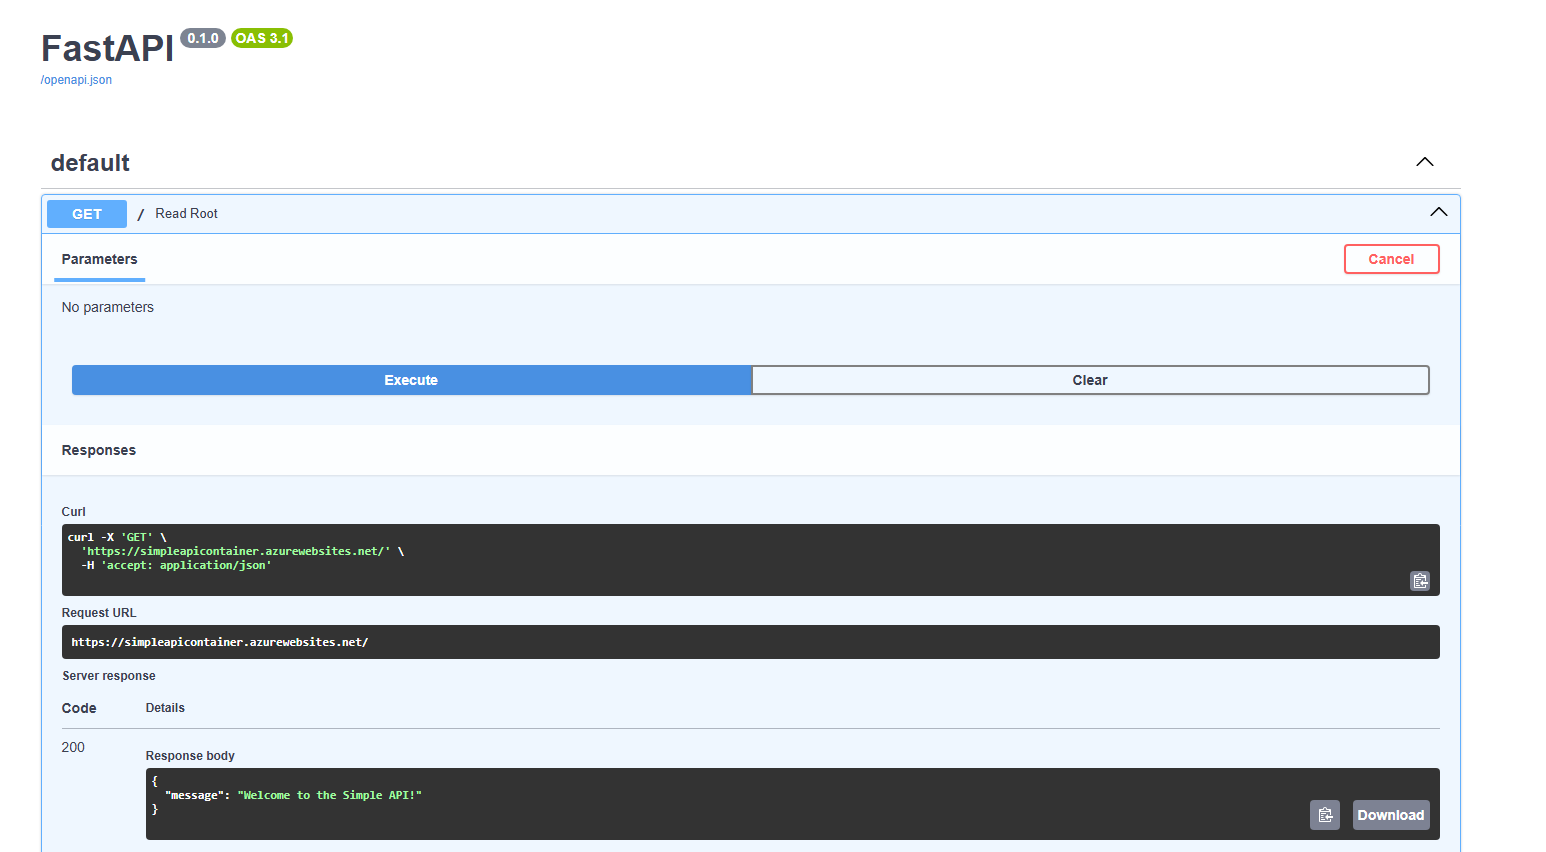 FastAPI 0.1.0 OAS 3.1
/openapi.json
default
GET / Read Root
Parameters Cancel
No parameters
Execute Clear
Responses
Curl
curl -X 'GET' \
'https://simpleapicontainer.azurewebsites.net/' \
-H 'accept: application/json'
Request URL
https://simpleapicontainer.azurewebsites.net/
Server response
Code Details
200
Response body
{
"message": "Welcome to the Simple API!"
}
Download